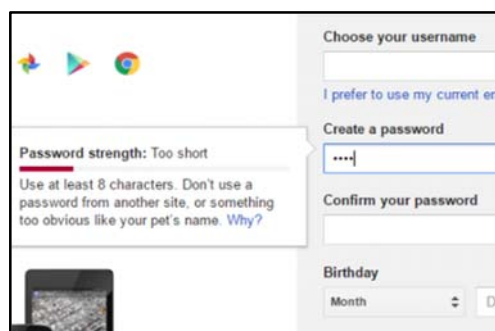 Choose your username
I prefer to use my current
Create a password
••••
Password strength: Too short
Use at least 8 characters. Don't use a
password from another site, or something
too obvious like your pet's name. Why?
Confirm your password
Birthday
Month
D